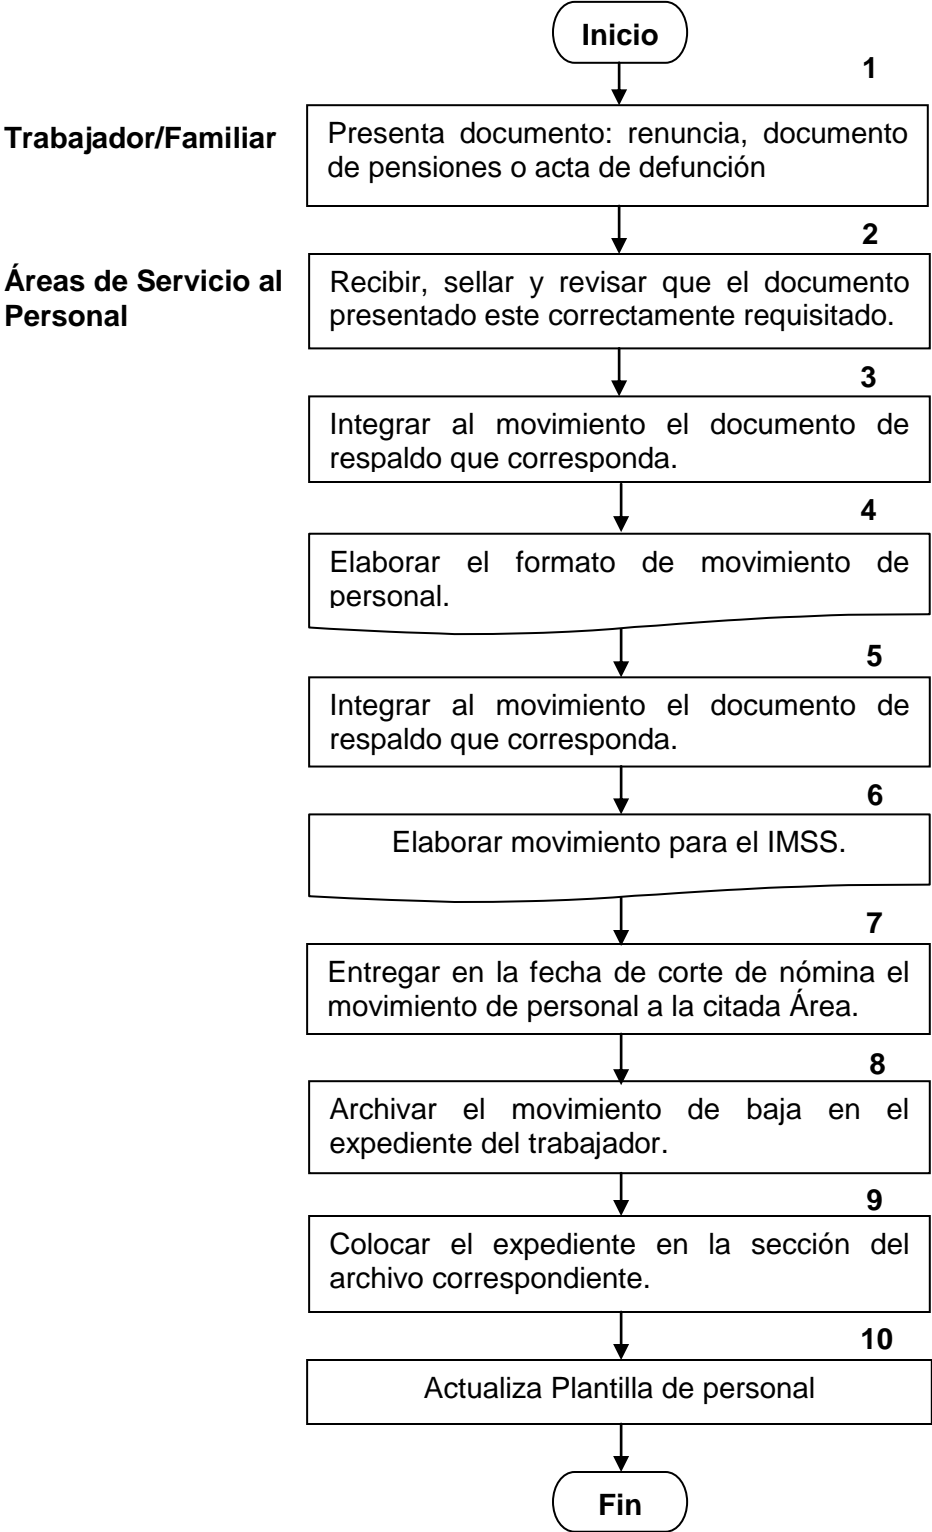 Inicio
1
Trabajador/Familiar
Presenta documento: renuncia, documento
de pensiones o acta de defunción
2
Áreas de Servicio al
Personal
Recibir, sellar y revisar que el documento
presentado este correctamente requisitado.
3
Integrar al movimiento el documento de
respaldo que corresponda.
4
Elaborar el formato de movimiento de
personal.
5
Integrar al movimiento el documento de
respaldo que corresponda.
6
Elaborar movimiento para el IMSS.
7
Entregar en la fecha de corte de nómina el
movimiento de personal a la citada Área.
8
Archivar el movimiento de baja en el
expediente del trabajador.
9
Colocar el expediente en la sección del
archivo correspondiente.
10
Actualiza Plantilla de personal
Fin